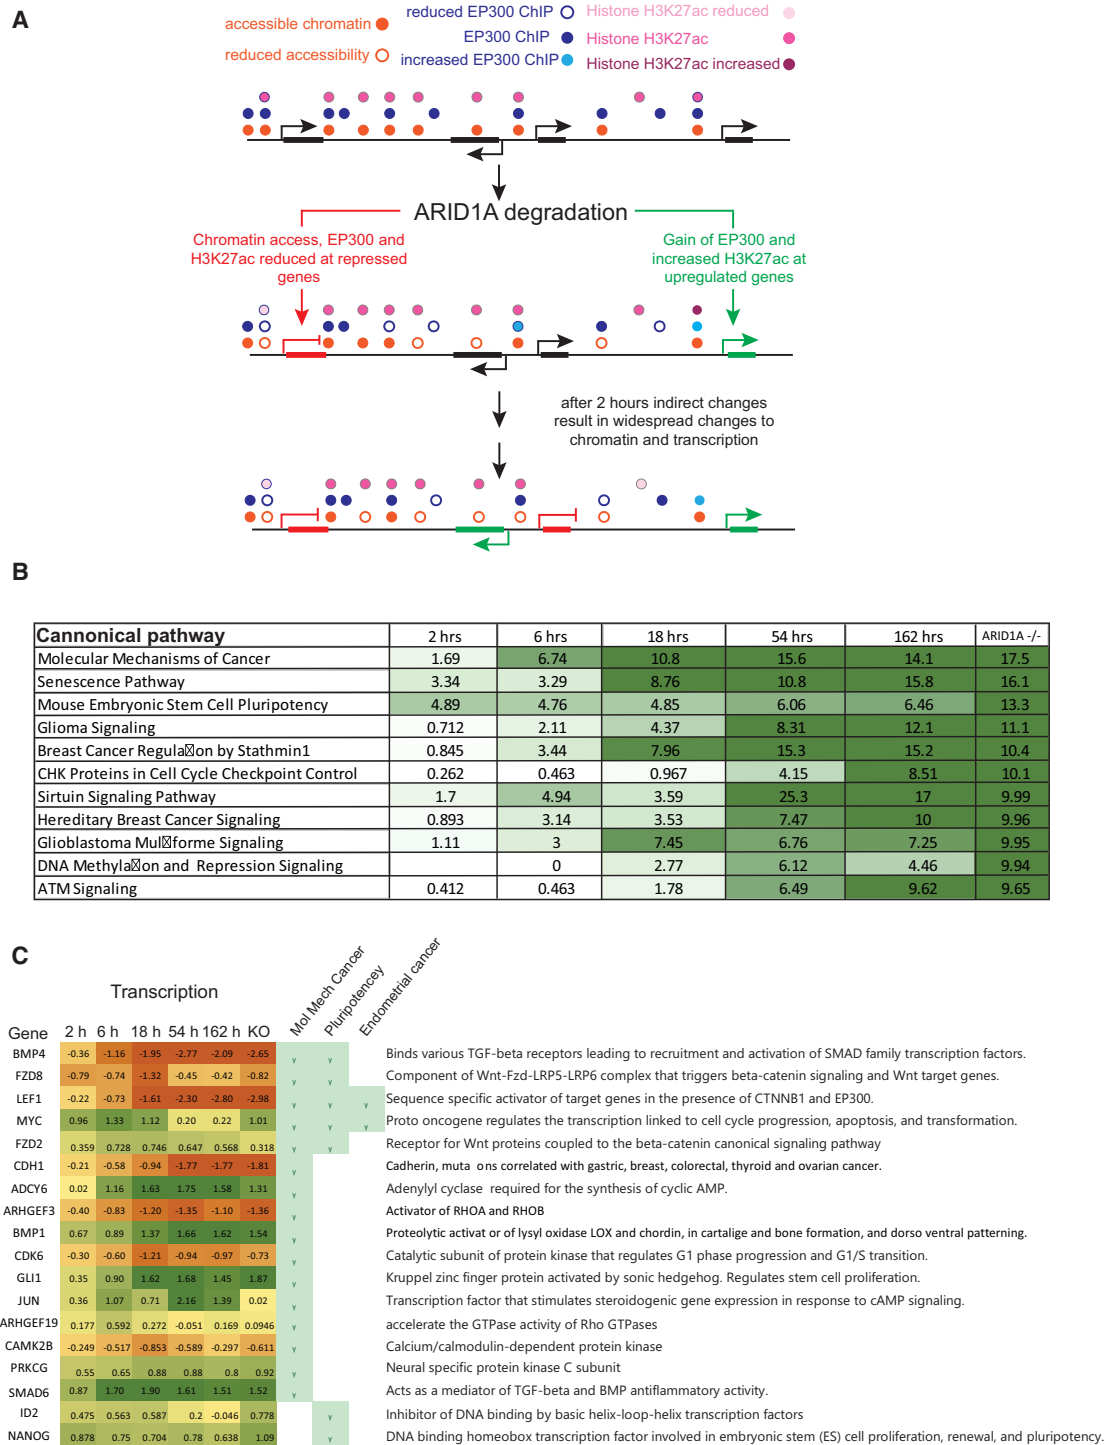 A
accessible chromatin
reduced accessibility
reduced EP300 ChIP
EP300 ChIP
increased EP300 ChIP
Histone H3K27ac reduced
Histone H3K27ac
Histone H3K27ac increased
ARID1A degradation
Chromatin access, EP300 and
H3K27ac reduced at repressed
genes
Gain of EP300 and
increased H3K27ac at
upregulated genes
after 2 hours indirect changes
result in widespread changes to
chromatin and transcription
B
Cannonical pathway 2 hrs 6 hrs 18 hrs 54 hrs 162 hrs ARID1A -/-
Molecular Mechanisms of Cancer 1.69 6.74 10.8 15.6 14.1 17.5
Senescence Pathway 3.34 3.29 8.76 10.8 15.8 16.1
Mouse Embryonic Stem Cell Pluripotency 4.89 4.76 4.85 6.06 6.46 13.3
Glioma Signaling 0.712 2.11 4.37 8.31 12.1 11.1
Breast Cancer Regula☒on by Stathmin1 0.845 3.44 7.96 15.3 15.2 10.4
CHK Proteins in Cell Cycle Checkpoint Control 0.262 0.463 0.967 4.15 8.51 10.1
Sirtuin Signaling Pathway 1.7 4.94 3.59 25.3 17 9.99
Hereditary Breast Cancer Signaling 0.893 3.14 3.53 7.47 10 9.96
Glioblastoma Mul☒forme Signaling 1.11 3 7.45 6.76 7.25 9.95
DNA Methyla☒on and Repression Signaling 0 2.77 6.12 4.46 9.94
ATM Signaling 0.412 0.463 1.78 6.49 9.62 9.65
C
Transcription
Mol Mech Cancer
Pluripotencey
Endometrial cancer
Gene 2 h 6 h 18 h 54 h 162 h KO
BMP4 -0.36 -1.16 -1.95 -2.77 -2.09 -2.65 y y Binds various TGF-beta receptors leading to recruitment and activation of SMAD family transcription factors.
FZD8 -0.79 -0.74 -1.32 -0.45 -0.42 -0.82 y y Component of Wnt-Fzd-LRP5-LRP6 complex that triggers beta-catenin signaling and Wnt target genes.
LEF1 -0.22 -0.73 -1.61 -2.30 -2.80 -2.98 y y y Sequence specific activator of target genes in the presence of CTNNB1 and EP300.
MYC 0.96 1.33 1.12 0.20 0.22 1.01 y y y Proto oncogene regulates the transcription linked to cell cycle progression, apoptosis, and transformation.
FZD2 0.359 0.728 0.746 0.647 0.568 0.318 y y Receptor for Wnt proteins coupled to the beta-catenin canonical signaling pathway
CDH1 -0.21 -0.58 -0.94 -1.77 -1.77 -1.81 y Cadherin, muta ons correlated with gastric, breast, colorectal, thyroid and ovarian cancer.
ADCY6 0.02 1.16 1.63 1.75 1.58 1.31 y Adenylyl cyclase required for the synthesis of cyclic AMP.
ARHGEF3 -0.40 -0.83 -1.20 -1.35 -1.10 -1.36 y Activator of RHOA and RHOB
BMP1 0.67 0.89 1.37 1.66 1.62 1.54 y Proteolytic activat or of lysyl oxidase LOX and chordin, in cartalige and bone formation, and dorso ventral patterning.
CDK6 -0.30 -0.60 -1.21 -0.94 -0.97 -0.73 y Catalytic subunit of protein kinase that regulates G1 phase progression and G1/S transition.
GLI1 0.35 0.90 1.62 1.68 1.45 1.87 y Kruppel zinc finger protein activated by sonic hedgehog. Regulates stem cell proliferation.
JUN 0.36 1.07 0.71 2.16 1.39 0.02 y Transcription factor that stimulates steroidogenic gene expression in response to cAMP signaling.
ARHGEF19 0.177 0.592 0.272 -0.051 0.169 0.0946 y accelerate the GTPase activity of Rho GTPases
CAMK2B -0.249 -0.517 -0.853 -0.589 -0.297 -0.611 y Calcium/calmodulin-dependent protein kinase
PRKCG 0.55 0.65 0.88 0.88 0.8 0.92 y Neural specific protein kinase C subunit
SMAD6 0.87 1.70 1.90 1.61 1.51 1.52 y Acts as a mediator of TGF-beta and BMP antiflammatory activity.
ID2 0.475 0.563 0.587 0.2 -0.046 0.778 y Inhibitor of DNA binding by basic helix-loop-helix transcription factors
NANOG 0.878 0.75 0.704 0.78 0.638 1.09 y DNA binding homeobox transcription factor involved in embryonic stem (ES) cell proliferation, renewal, and pluripotency.